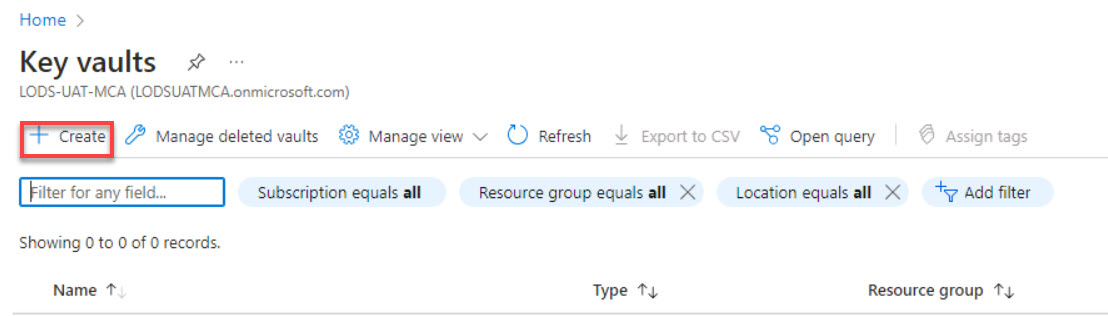 Home
Key vaults
LODS-UAT-MCA (LODSUATMCA.onmicrosoft.com)
Create Manage deleted vaults Manage view Refresh Export to CSV Open query Assign tags
Filter for any field... Subscription equals all Resource group equals all Location equals all Add filter
Showing 0 to 0 of 0 records.
Name Type Resource group